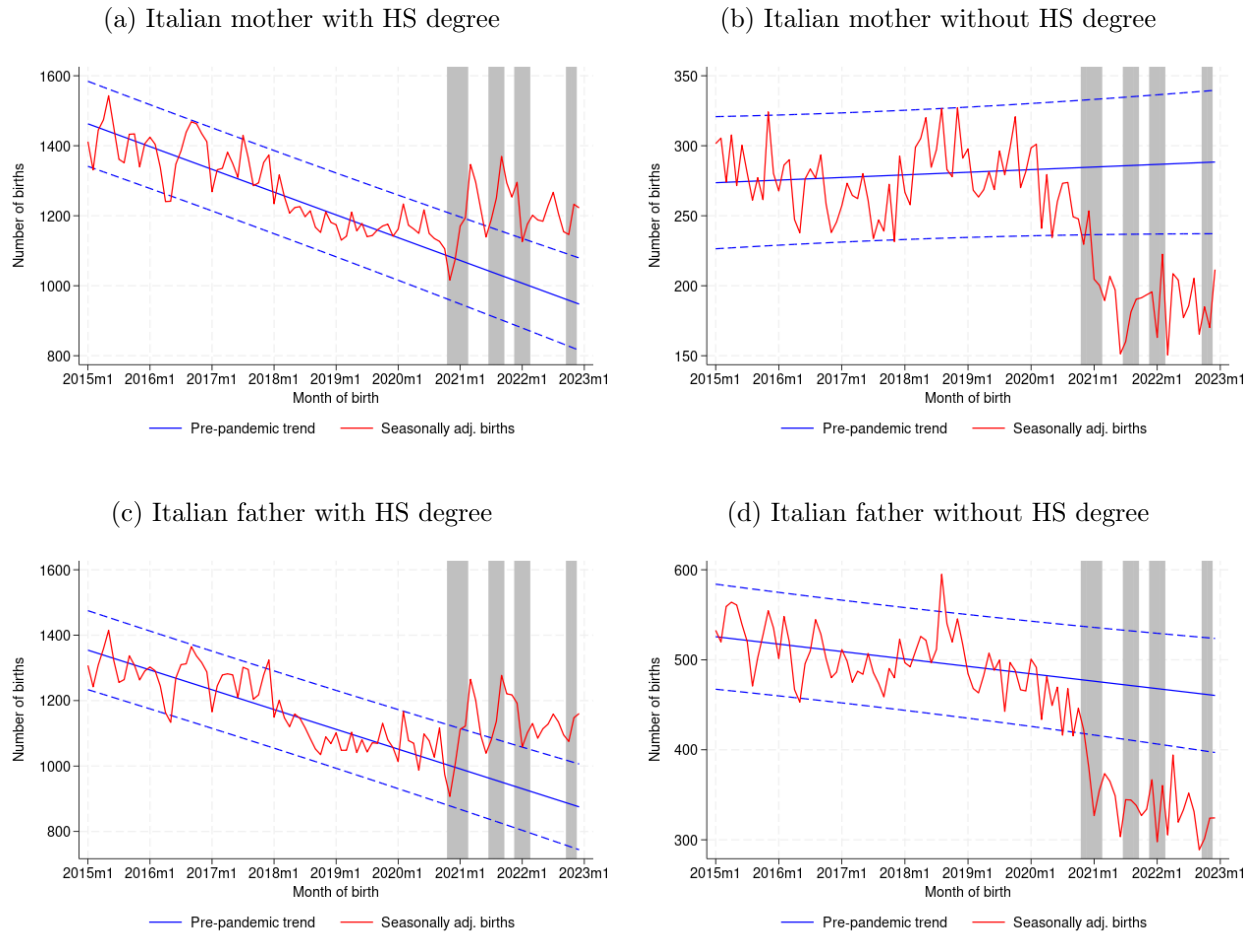 (a) Italian mother with HS degree
(b) Italian mother without HS degree
Number of births
1600
1400
1200
1000
800
2015m1 2016m1 2017m1 2018m1 2019m1 2020m1 2021m1 2022m1 2023m1
Month of birth
Pre-pandemic trend Seasonally adj. births
Number of births
350
300
250
200
150
2015m1 2016m1 2017m1 2018m1 2019m1 2020m1 2021m1 2022m1 2023m1
Month of birth
Pre-pandemic trend Seasonally adj. births
(c) Italian father with HS degree
(d) Italian father without HS degree
Number of births
1600
1400
1200
1000
800
2015m1 2016m1 2017m1 2018m1 2019m1 2020m1 2021m1 2022m1 2023m1
Month of birth
Pre-pandemic trend Seasonally adj. births
Number of births
600
500
400
300
2015m1 2016m1 2017m1 2018m1 2019m1 2020m1 2021m1 2022m1 2023m1
Month of birth
Pre-pandemic trend Seasonally adj. births